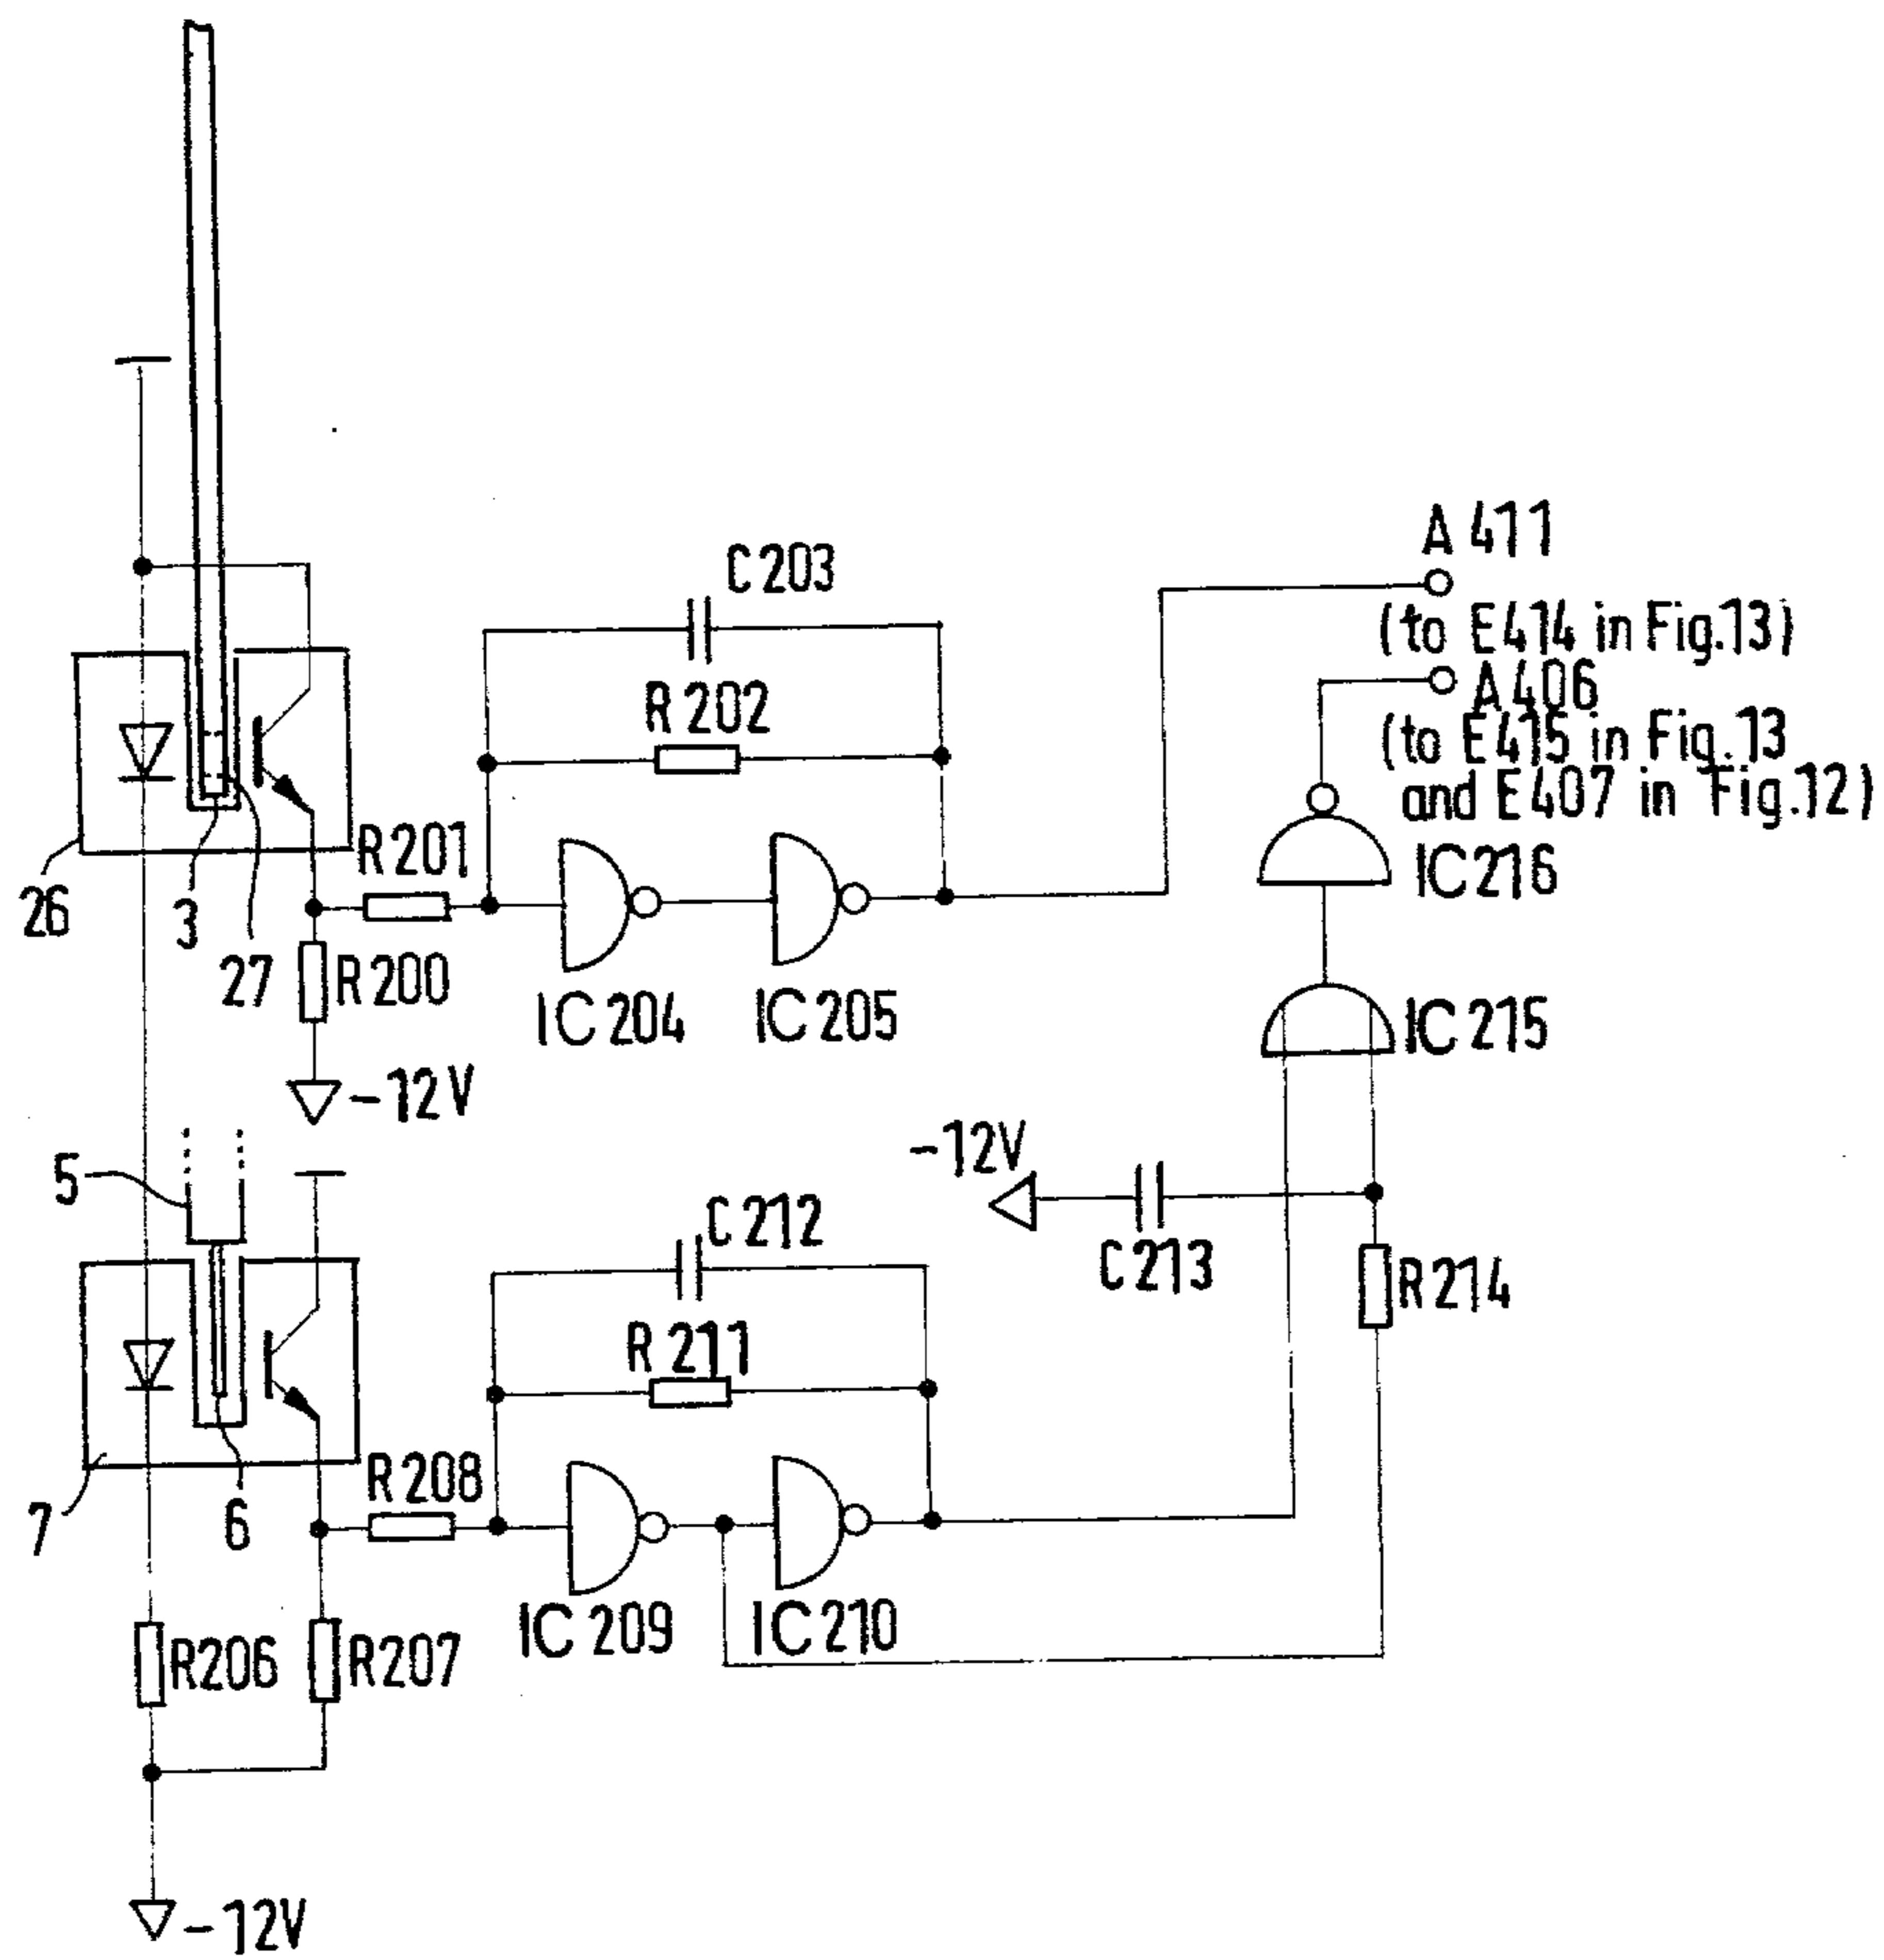 A 411
(to E414 in Fig.13)
A406
(to E415 in Fig.13
and E407 in Fig.12)
C 203
R 202
R 201
IC 216
26
3
27
R 200
IC 204
IC 205
IC 215
-12V
-12V
5
C 212
C 213
R 214
R 211
R 208
7
6
IC 209
IC 210
R206
R207
-12V